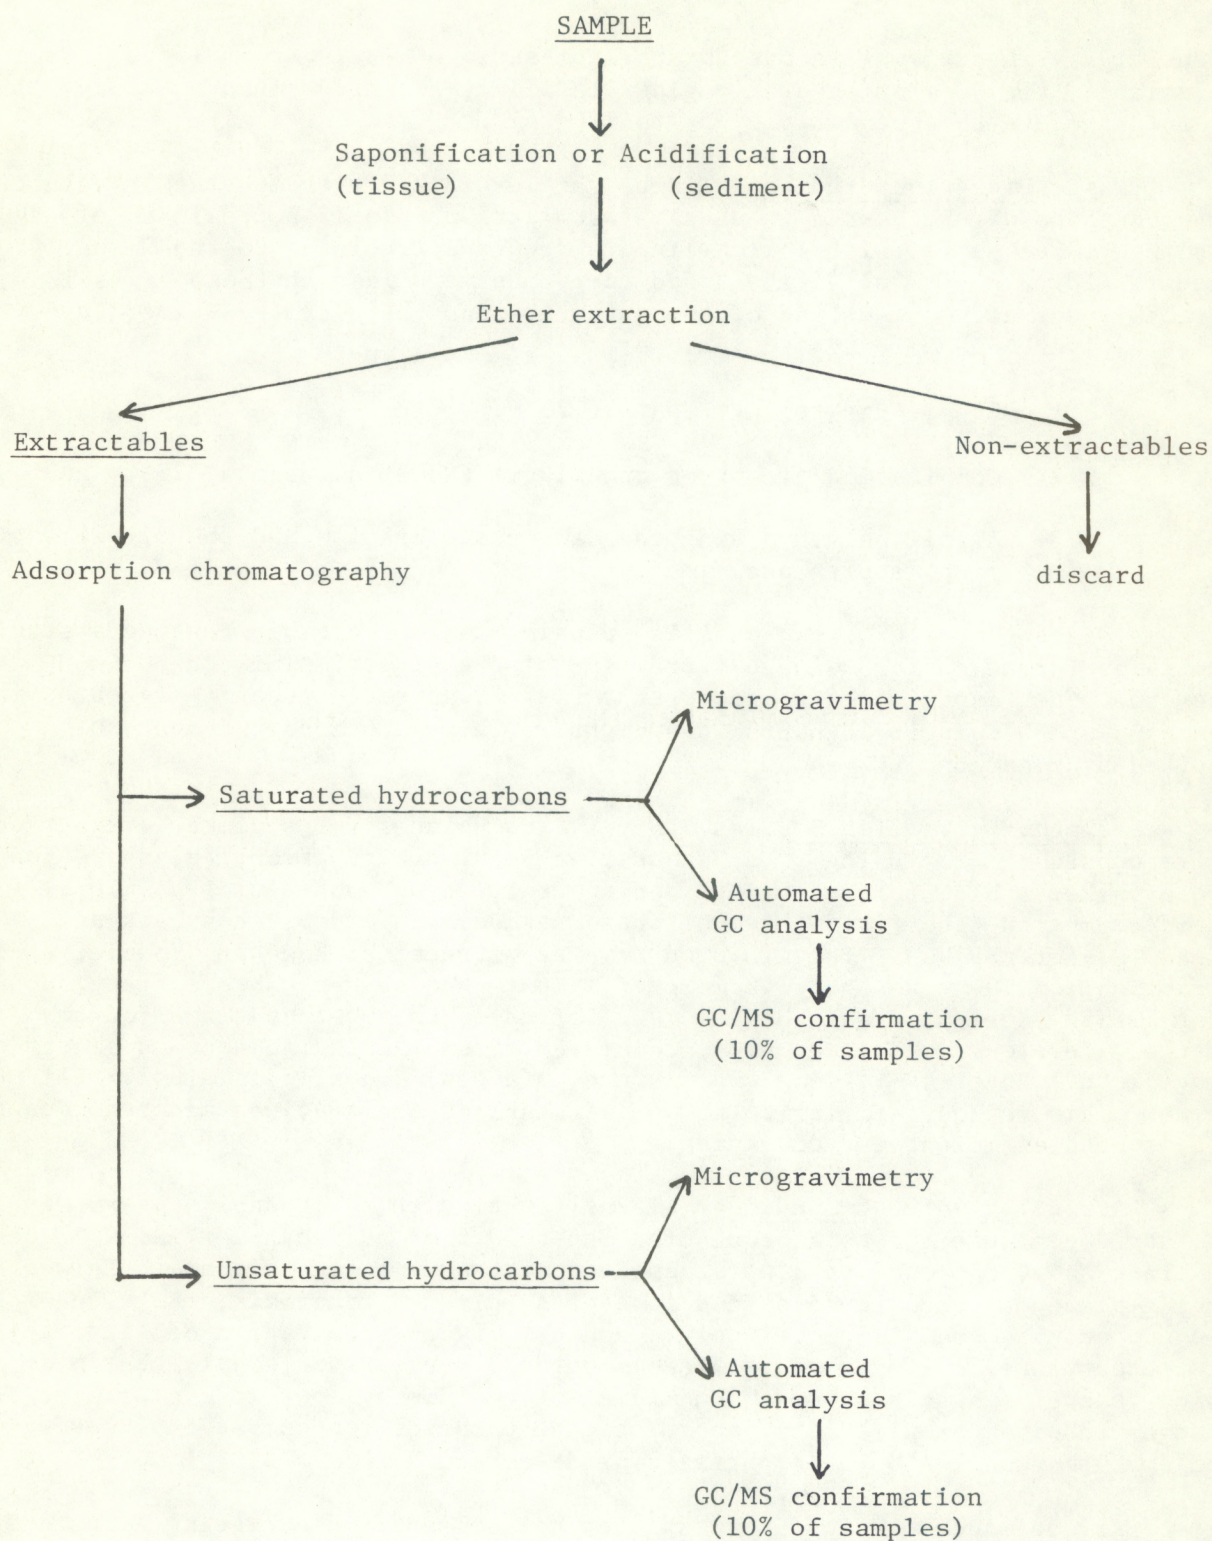 SAMPLE
Saponification or Acidification
(tissue) (sediment)
Ether extraction
Extractables
Non-extractables
Adsorption chromatography
discard
Microgravimetry
Saturated hydrocarbons
Automated
GC analysis
GC/MS confirmation
(10% of samples)
Microgravimetry
Unsaturated hydrocarbons
Automated
GC analysis
GC/MS confirmation
(10% of samples)